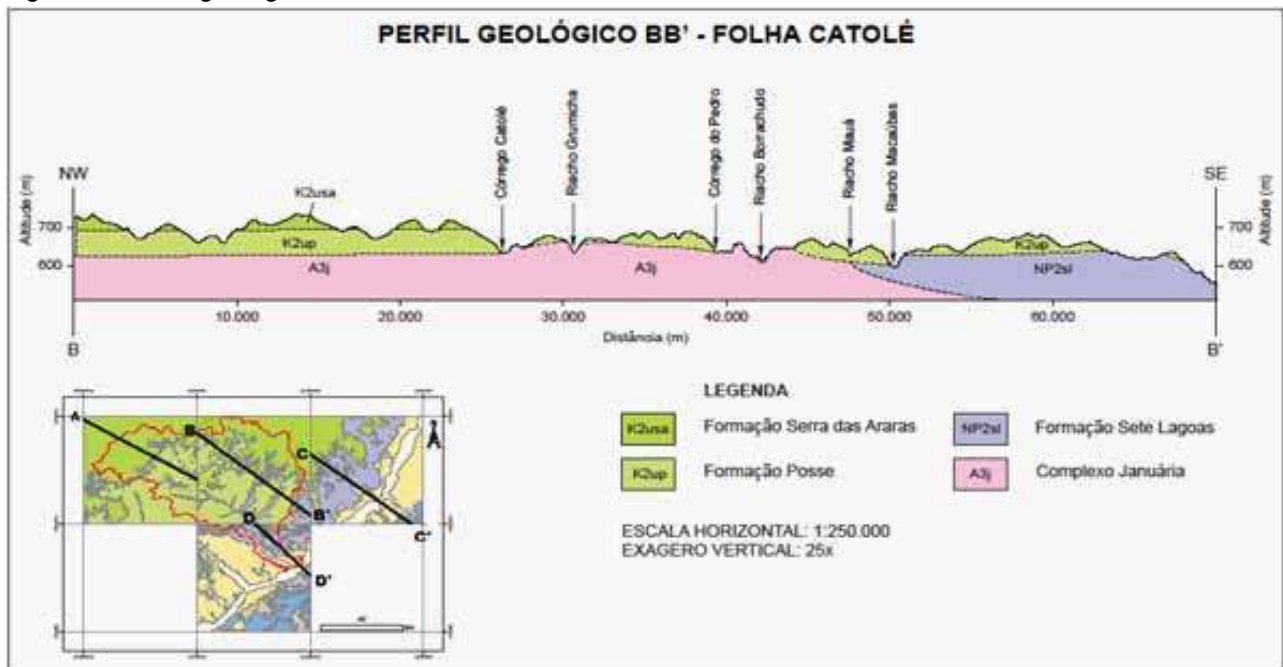 PERFIL GEOLÓGICO BB' - FOLHA CATOLÉ
Córrego Catolé
Riacho Grumicha
Córrego do Pedro
Riacho Borrachudo
Riacho Mauá
Riacho Macaúbas
NW
SE
Altitude (m)
Altitude (m)
K2usa
700
700
K2up
K2up
600
600
A3j
A3j
NP2sl
10.000
20.000
30.000
40.000
50.000
60.000
Distância (m)
B
B'
LEGENDA
K2usa Formação Serra das Araras
NP2sl Formação Sete Lagoas
K2up Formação Posse
A3j Complexo Januária
ESCALA HORIZONTAL: 1:250.000
EXAGERO VERTICAL: 25x
A
B
C
B'
D
C'
D'